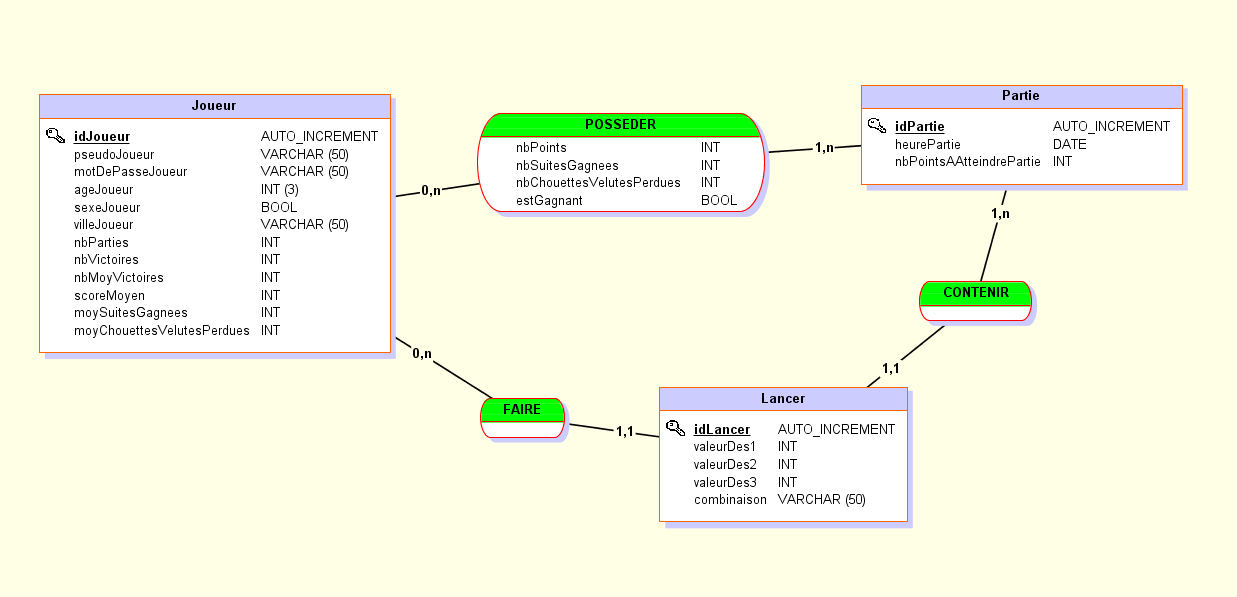 Joueur
idJoueur AUTO_INCREMENT
pseudoJoueur VARCHAR (50)
motDePasseJoueur VARCHAR (50)
ageJoueur INT (3)
sexeJoueur BOOL
villeJoueur VARCHAR (50)
nbParties INT
nbVictoires INT
nbMoyVictoires INT
scoreMoyen INT
moySuitesGagnees INT
moyChouettesVelutesPerdues INT
0,n
POSSEDER
nbPoints INT
nbSuitesGagnees INT
nbChouettesVelutesPerdues INT
estGagnant BOOL
1,n
Partie
idPartie AUTO_INCREMENT
heurePartie DATE
nbPointsAAtteindrePartie INT
1,n
CONTENIR
1,1
0,n
FAIRE
1,1
Lancer
idLancer AUTO_INCREMENT
valeurDes1 INT
valeurDes2 INT
valeurDes3 INT
combinaison VARCHAR (50)